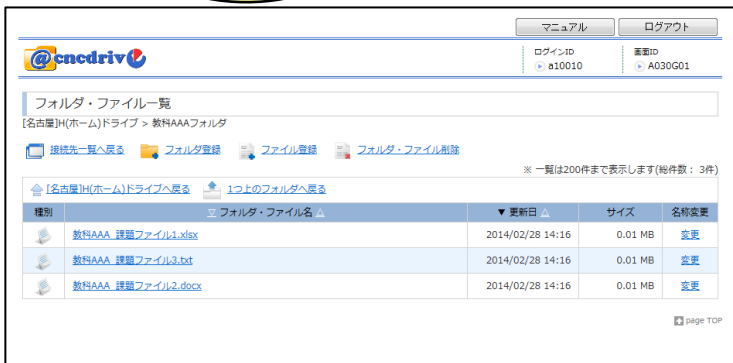 マニュアル ログアウト
@cncdriv
ログインID 画面ID
a10010 A030G01
フォルダ・ファイル一覧
[名古屋]H(ホーム)ドライブ > 教科AAAフォルダ
接続先一覧へ戻る フォルダ登録 ファイル登録 フォルダ・ファイル削除
※ 一覧は200件まで表示します(総件数: 3件)
[名古屋]H(ホーム)ドライブへ戻る 1つ上のフォルダへ戻る
種別 ▽ フォルダ・ファイル名 △ ▼ 更新日 △ サイズ 名称変更
教科AAA_課題ファイル1.xlsx 2014/02/28 14:16 0.01 MB 変更
教科AAA_課題ファイル3.txt 2014/02/28 14:16 0.01 MB 変更
教科AAA_課題ファイル2.docx 2014/02/28 14:16 0.01 MB 変更
page TOP